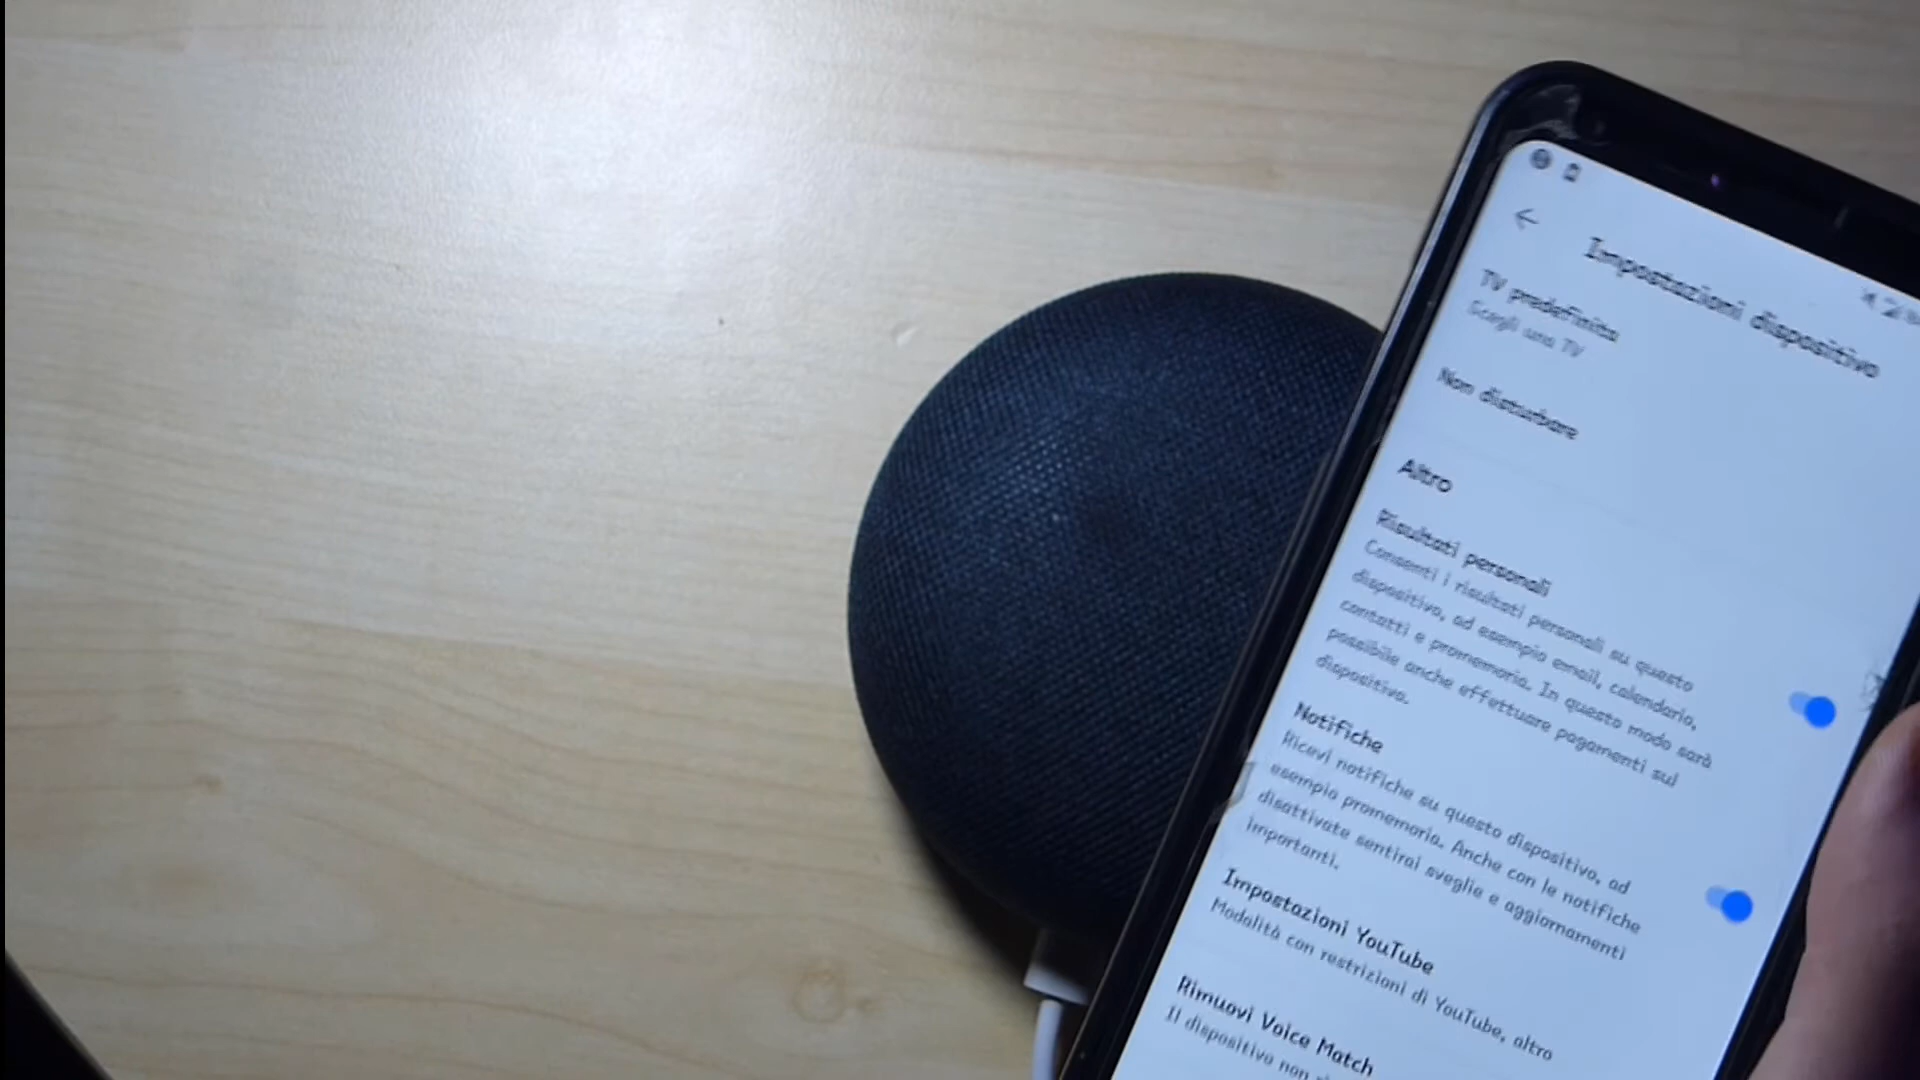 Impostazioni dispositivo
TV predefinita
Scegli una TV
Non disturbare
Altro
Risultati personali
Consenti i risultati personali su questo
dispositivo, ad esempio email, calendario,
contatti e promemoria. In questo modo sarà
possibile anche effettuare pagamenti sul
dispositivo.
Notifiche
Ricevi notifiche su questo dispositivo, ad
esempio promemoria. Anche con le notifiche
disattivate sentirai sveglie e aggiornamenti
importanti.
Impostazioni YouTube
Modalità con restrizioni di YouTube, altro
Rimuovi Voice Match
Il dispositivo non